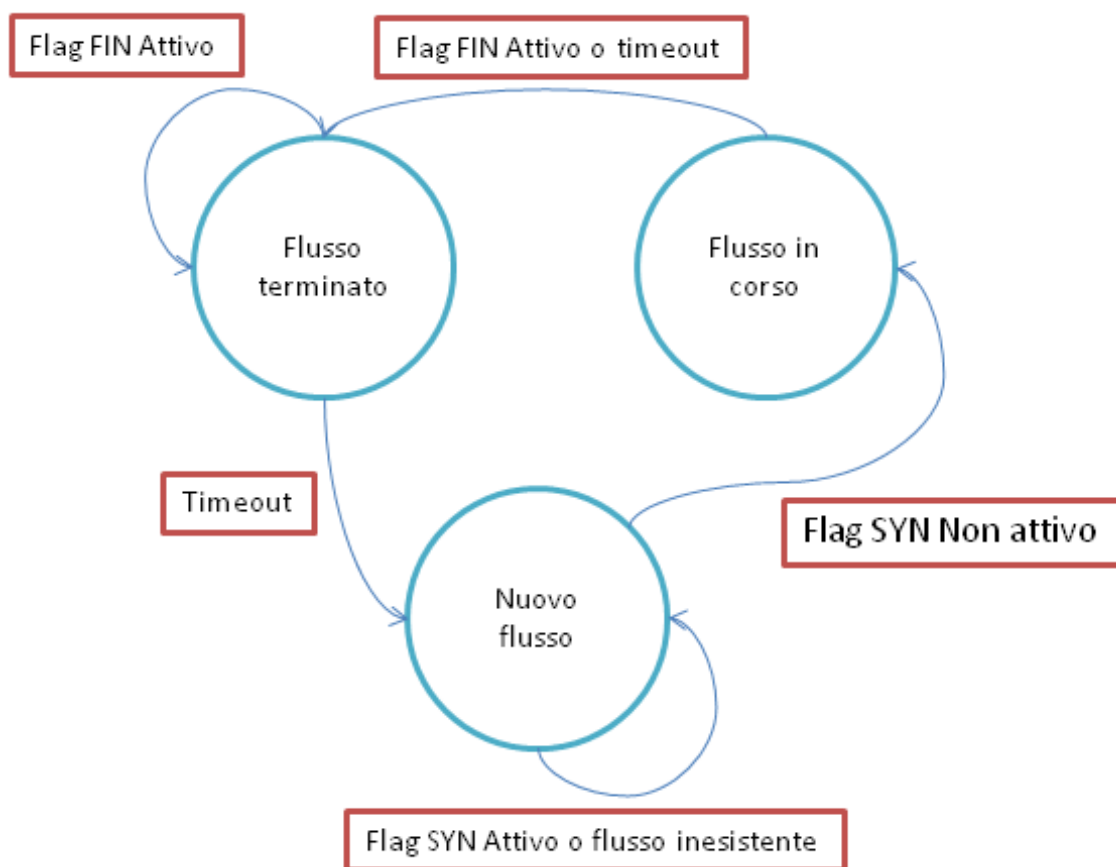 Flag FIN Attivo
Flag FIN Attivo o timeout
Flusso
terminato
Flusso in
corso
Timeout
Flag SYN Non attivo
Nuovo
flusso
Flag SYN Attivo o flusso inesistente